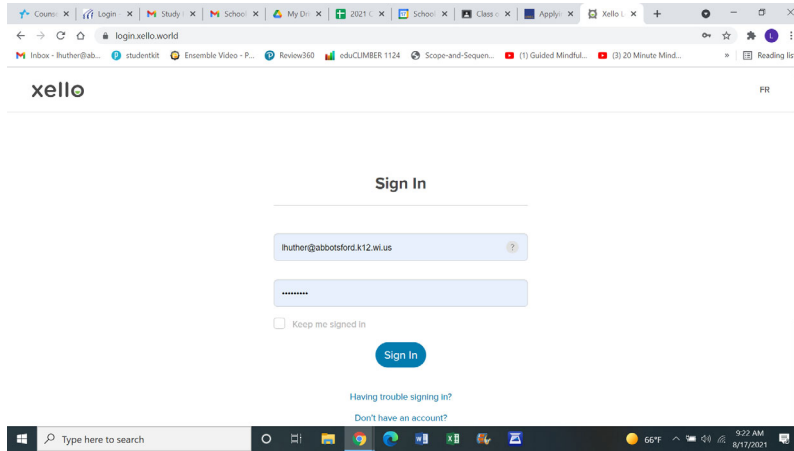 Couns Login Study School My Dri 2021 C School Class o Applyi Xello L
login.xello.world
Inbox - lhuther@ab... studentkit Ensemble Video - P... Review360 eduCLIMBER 1124 Scope-and-Sequen... (1) Guided Mindful... (3) 20 Minute Mind... » Reading lis
xello FR
Sign In
lhuther@abbotsford.k12.wi.us ?
•••••••••
Keep me signed in
Sign In
Having trouble signing in?
Don't have an account?
Type here to search 66°F 9:22 AM
8/17/2021